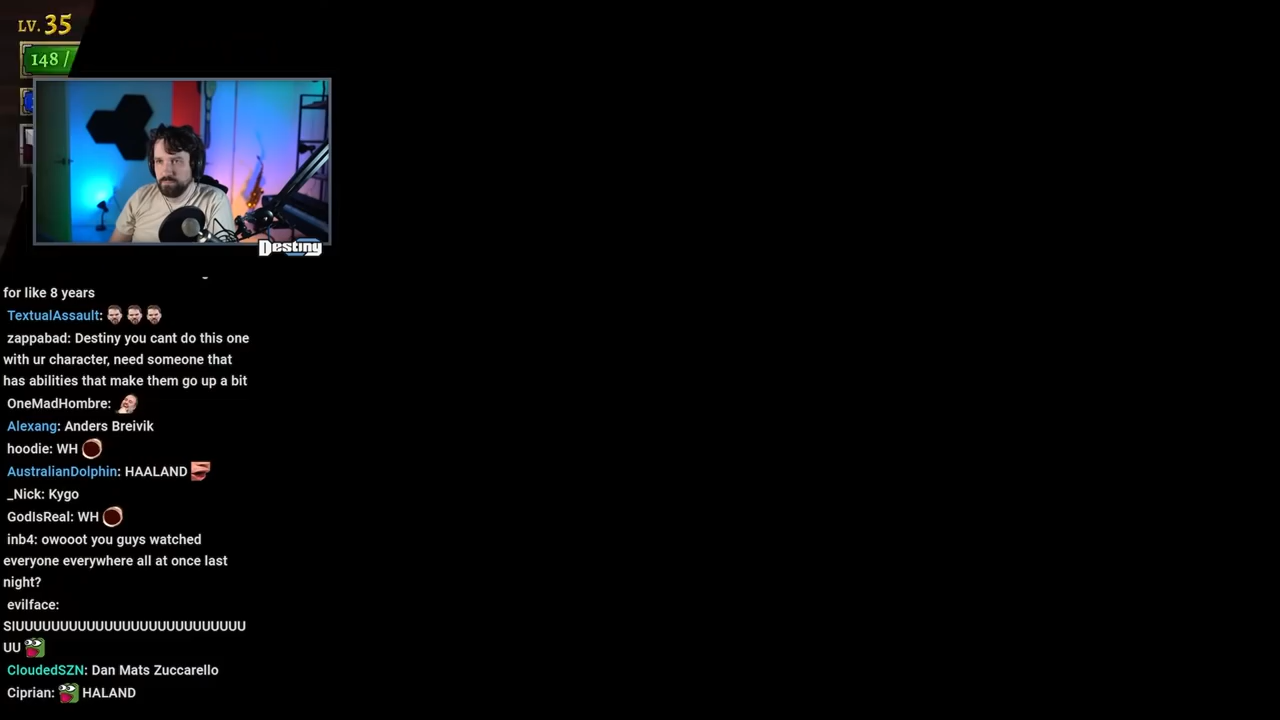 LV. 35
148 /
Destiny
for like 8 years
TextualAssault:
zappabad: Destiny you cant do this one
with ur character, need someone that
has abilities that make them go up a bit
OneMadHombre:
Alexang: Anders Breivik
hoodie: WH
AustralianDolphin: HAALAND
_Nick: Kygo
GodIsReal: WH
inb4: owooot you guys watched
everyone everywhere all at once last
night?
evilface:
SIUUUUUUUUUUUUUUUUUUUUUUUUUU
UU
CloudedSZN: Dan Mats Zuccarello
Ciprian: HALAND